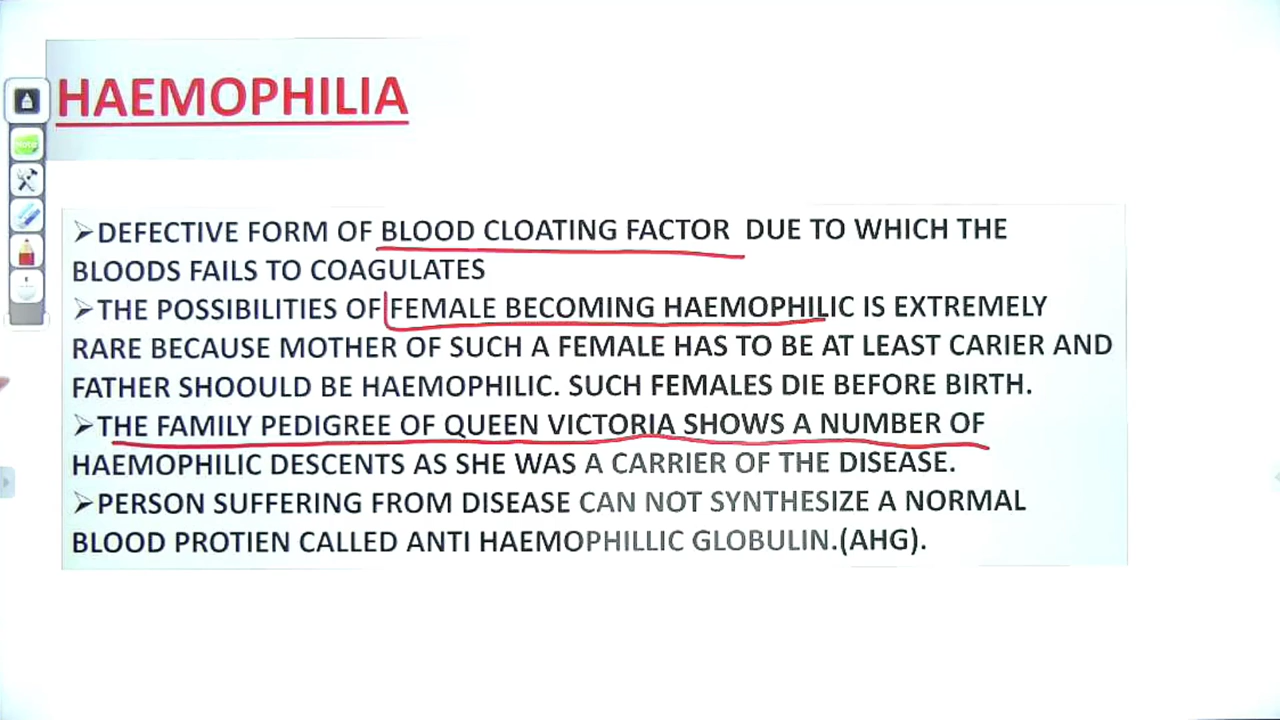 HAEMOPHILIA
➢DEFECTIVE FORM OF BLOOD CLOATING FACTOR DUE TO WHICH THE
BLOODS FAILS TO COAGULATES
➢THE POSSIBILITIES OF FEMALE BECOMING HAEMOPHILIC IS EXTREMELY
RARE BECAUSE MOTHER OF SUCH A FEMALE HAS TO BE AT LEAST CARIER AND
FATHER SHOOULD BE HAEMOPHILIC. SUCH FEMALES DIE BEFORE BIRTH.
➢THE FAMILY PEDIGREE OF QUEEN VICTORIA SHOWS A NUMBER OF
HAEMOPHILIC DESCENTS AS SHE WAS A CARRIER OF THE DISEASE.
➢PERSON SUFFERING FROM DISEASE CAN NOT SYNTHESIZE A NORMAL
BLOOD PROTIEN CALLED ANTI HAEMOPHILLIC GLOBULIN.(AHG).